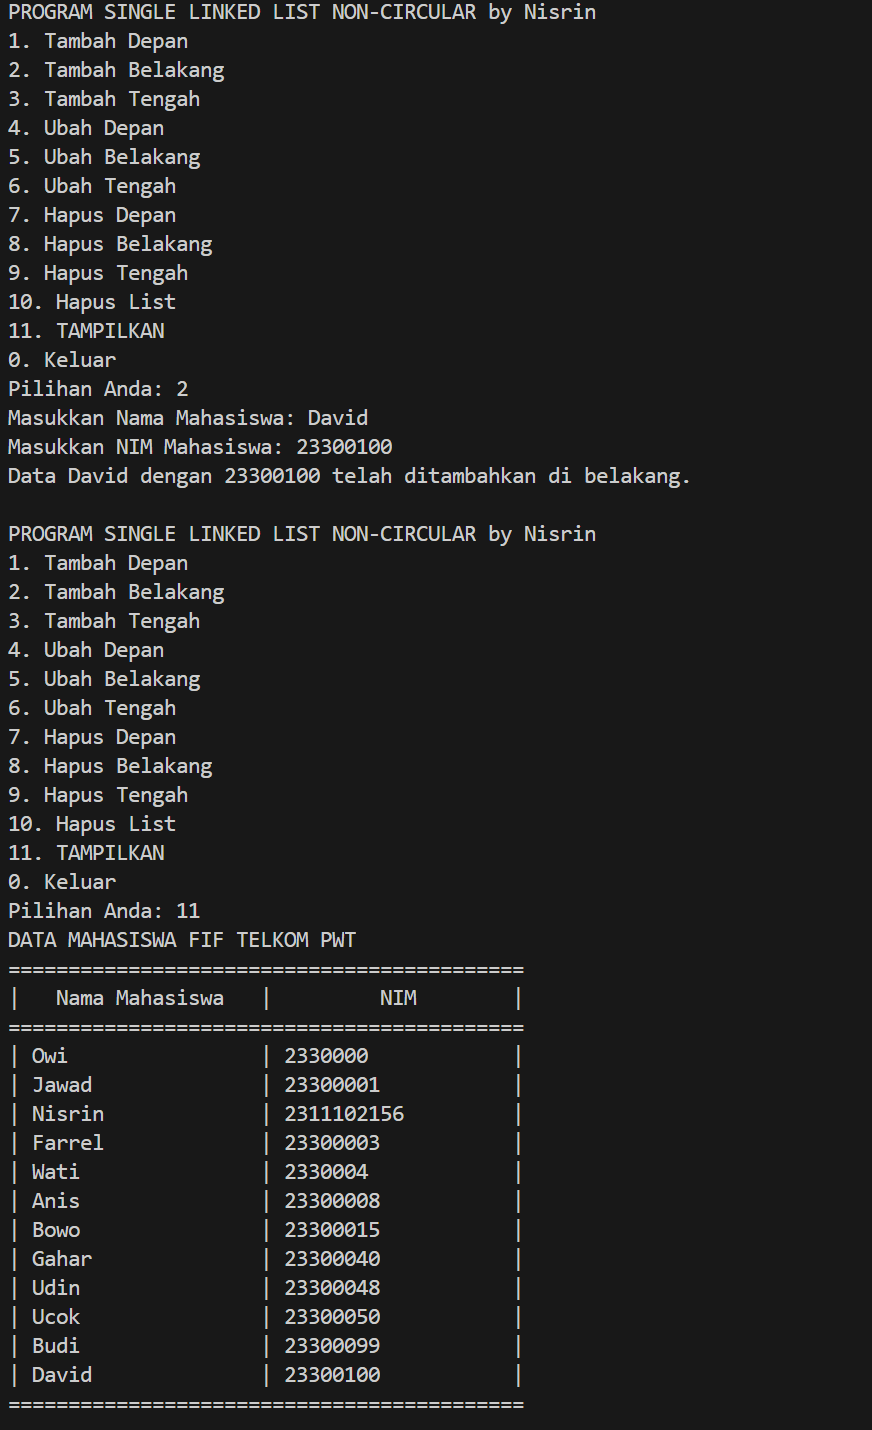 PROGRAM SINGLE LINKED LIST NON-CIRCULAR by Nisrin
1. Tambah Depan
2. Tambah Belakang
3. Tambah Tengah
4. Ubah Depan
5. Ubah Belakang
6. Ubah Tengah
7. Hapus Depan
8. Hapus Belakang
9. Hapus Tengah
10. Hapus List
11. TAMPILKAN
0. Keluar
Pilihan Anda: 2
Masukkan Nama Mahasiswa: David
Masukkan NIM Mahasiswa: 23300100
Data David dengan 23300100 telah ditambahkan di belakang.

PROGRAM SINGLE LINKED LIST NON-CIRCULAR by Nisrin
1. Tambah Depan
2. Tambah Belakang
3. Tambah Tengah
4. Ubah Depan
5. Ubah Belakang
6. Ubah Tengah
7. Hapus Depan
8. Hapus Belakang
9. Hapus Tengah
10. Hapus List
11. TAMPILKAN
0. Keluar
Pilihan Anda: 11
DATA MAHASISWA FIF TELKOM PWT
===========================================
|   Nama Mahasiswa   |         NIM        |
===========================================
| Owi                | 2330000            |
| Jawad              | 23300001           |
| Nisrin             | 2311102156         |
| Farrel             | 23300003           |
| Wati               | 2330004            |
| Anis               | 23300008           |
| Bowo               | 23300015           |
| Gahar              | 23300040           |
| Udin               | 23300048           |
| Ucok               | 23300050           |
| Budi               | 23300099           |
| David              | 23300100           |
===========================================